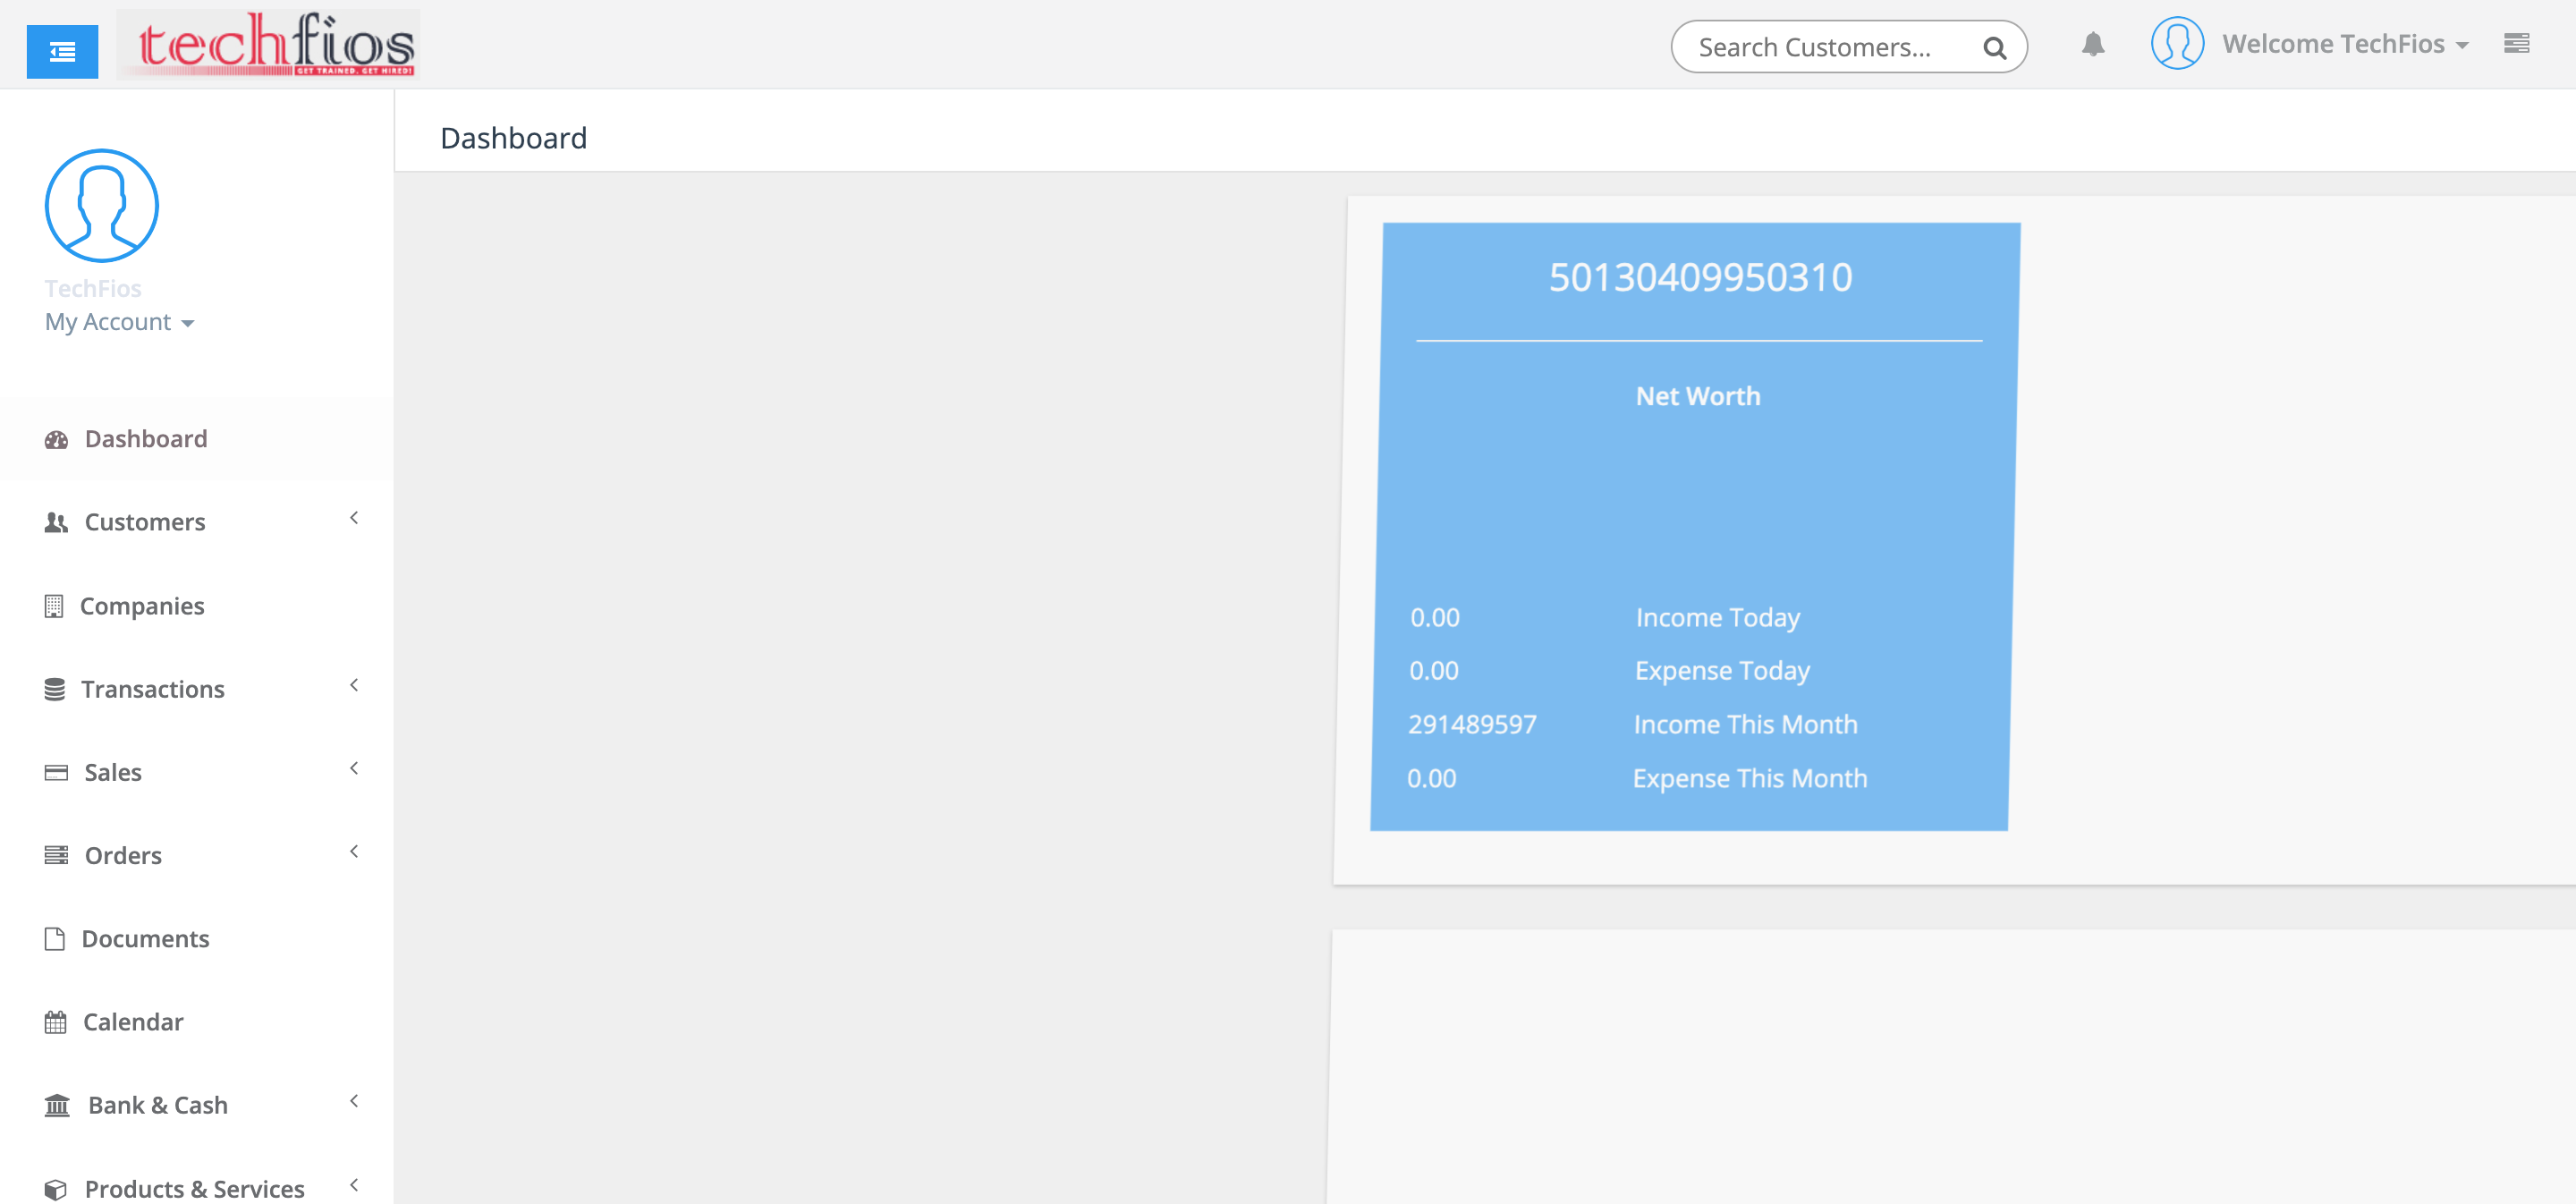 techfios
GET TRAINED. GET HIRED!
Search Customers...
Welcome TechFios
TechFios
My Account
Dashboard
Customers
Companies
Transactions
Sales
Orders
Documents
Calendar
Bank & Cash
Products & Services
Dashboard
50130409950310
Net Worth
0.00 Income Today
0.00 Expense Today
291489597 Income This Month
0.00 Expense This Month